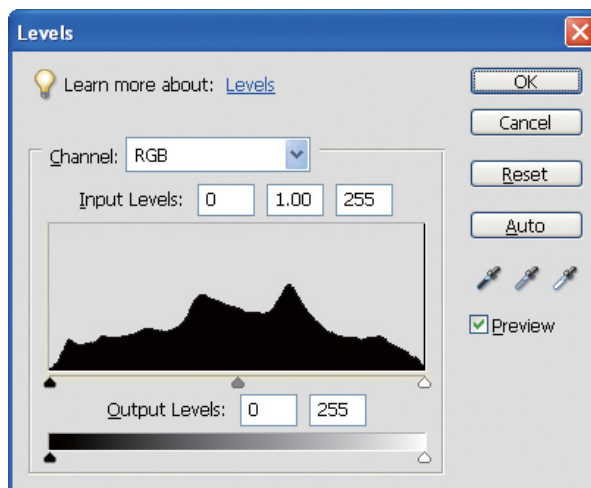 Levels
Learn more about: Levels
OK
Cancel
Reset
Auto
Preview
Channel: RGB
Input Levels: 0 1.00 255
Output Levels: 0 255